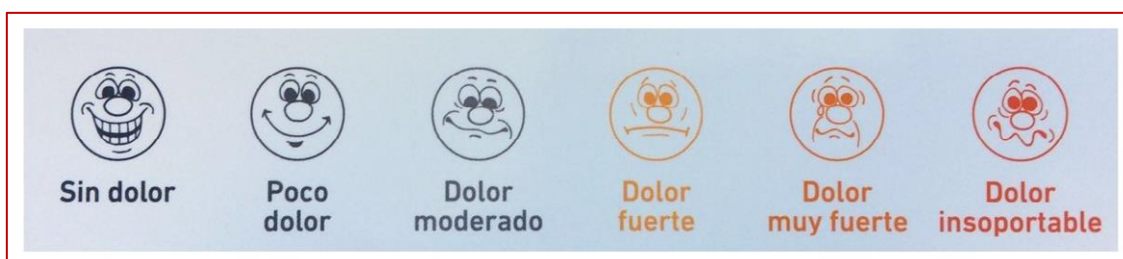 Sin dolor
Poco
dolor
Dolor
moderado
Dolor
fuerte
Dolor
muy fuerte
Dolor
insoportable